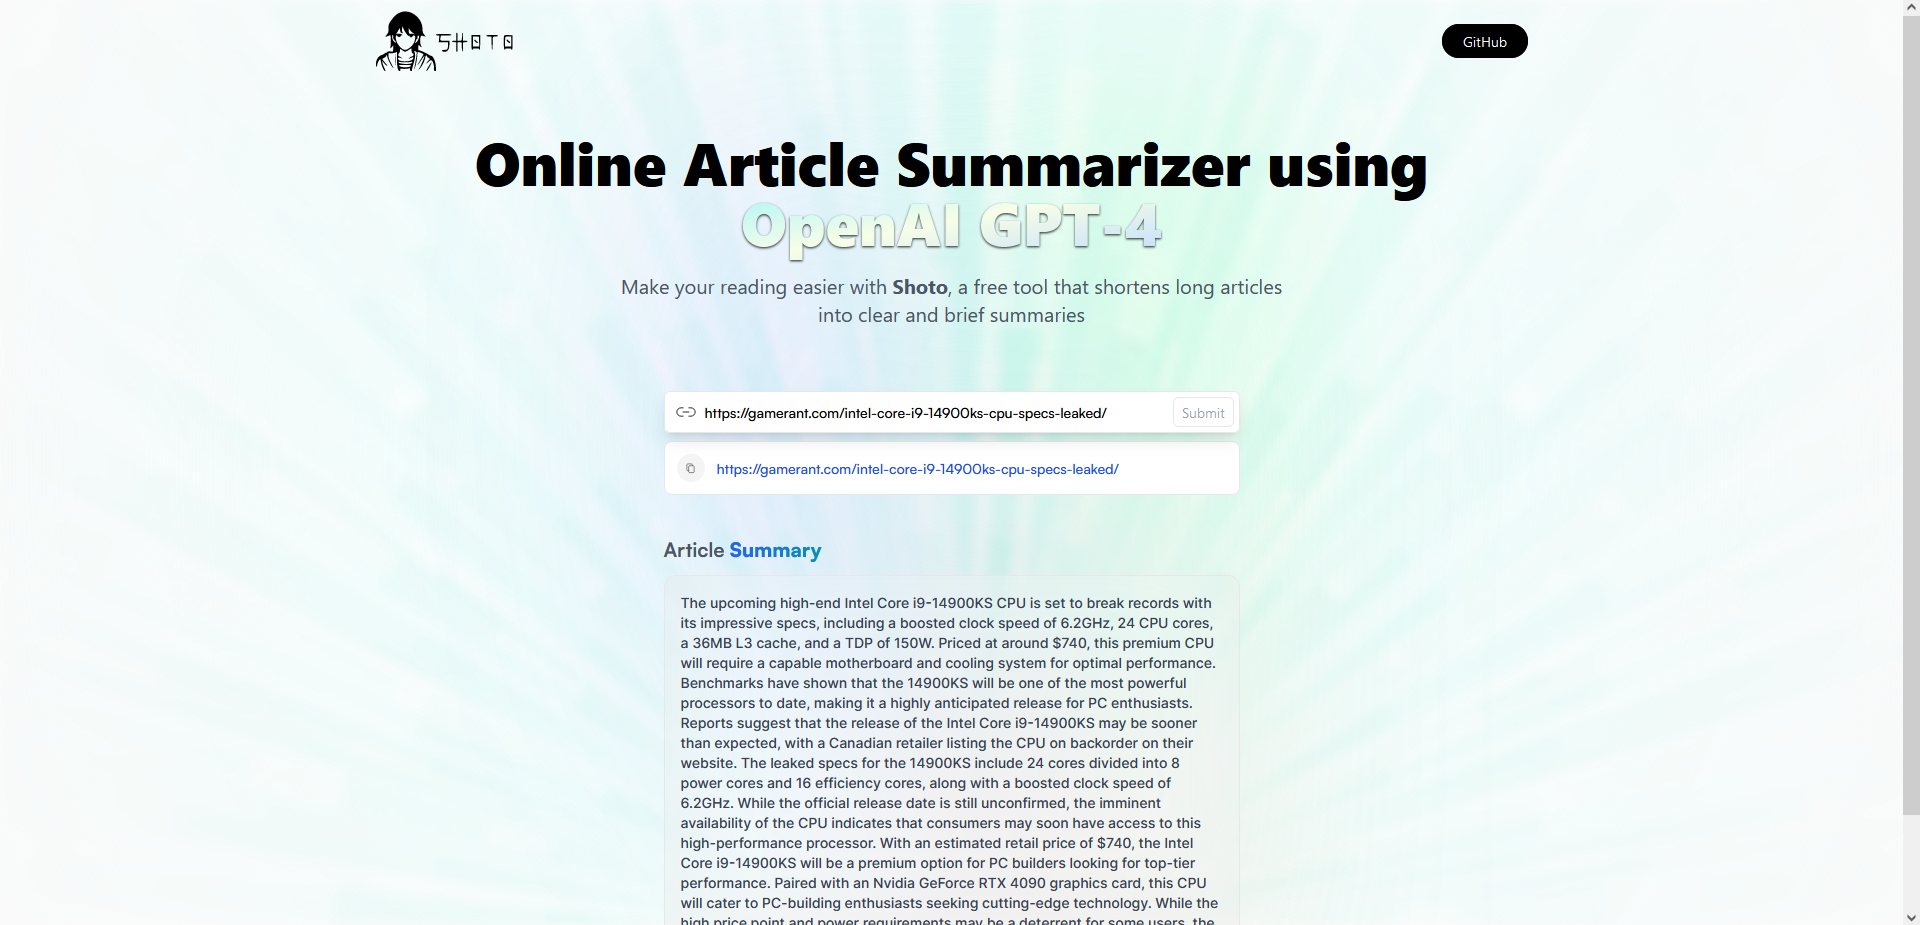 SHOTO
GitHub
Online Article Summarizer using
OpenAI GPT-4
Make your reading easier with Shoto, a free tool that shortens long articles
into clear and brief summaries
https://gamerant.com/intel-core-i9-14900ks-cpu-specs-leaked/
Submit
https://gamerant.com/intel-core-i9-14900ks-cpu-specs-leaked/
Article Summary
The upcoming high-end Intel Core i9-14900KS CPU is set to break records with
its impressive specs, including a boosted clock speed of 6.2GHz, 24 CPU cores,
a 36MB L3 cache, and a TDP of 150W. Priced at around $740, this premium CPU
will require a capable motherboard and cooling system for optimal performance.
Benchmarks have shown that the 14900KS will be one of the most powerful
processors to date, making it a highly anticipated release for PC enthusiasts.
Reports suggest that the release of the Intel Core i9-14900KS may be sooner
than expected, with a Canadian retailer listing the CPU on backorder on their
website. The leaked specs for the 14900KS include 24 cores divided into 8
power cores and 16 efficiency cores, along with a boosted clock speed of
6.2GHz. While the official release date is still unconfirmed, the imminent
availability of the CPU indicates that consumers may soon have access to this
high-performance processor. With an estimated retail price of $740, the Intel
Core i9-14900KS will be a premium option for PC builders looking for top-tier
performance. Paired with an Nvidia GeForce RTX 4090 graphics card, this CPU
will cater to PC-building enthusiasts seeking cutting-edge technology. While the
high price point and power requirements may be a deterrent for some users, the